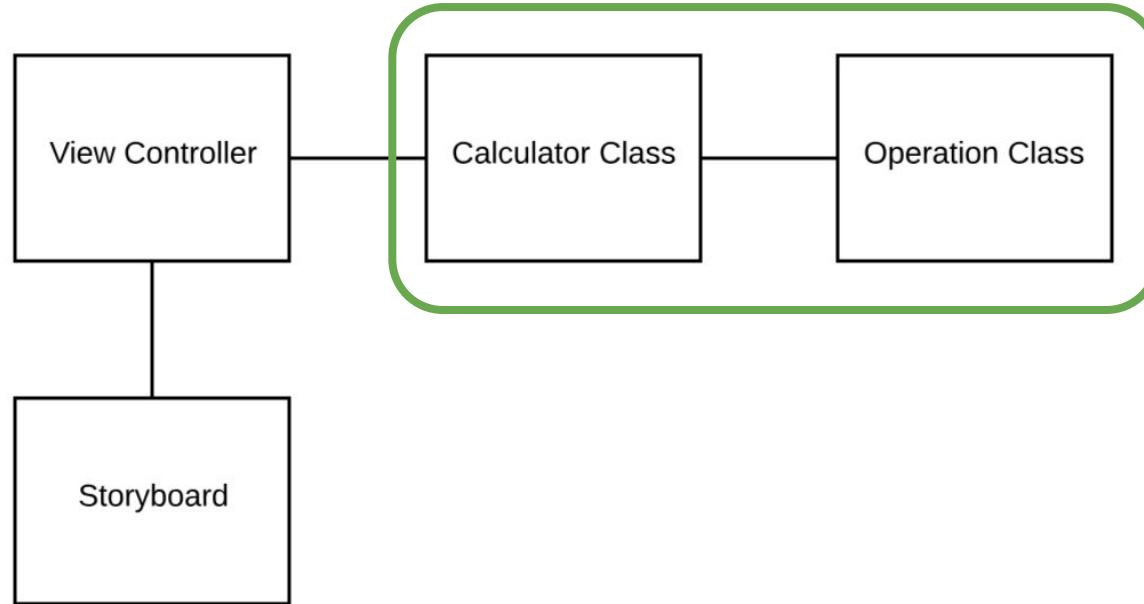 View Controller
Calculator Class
Operation Class
Storyboard